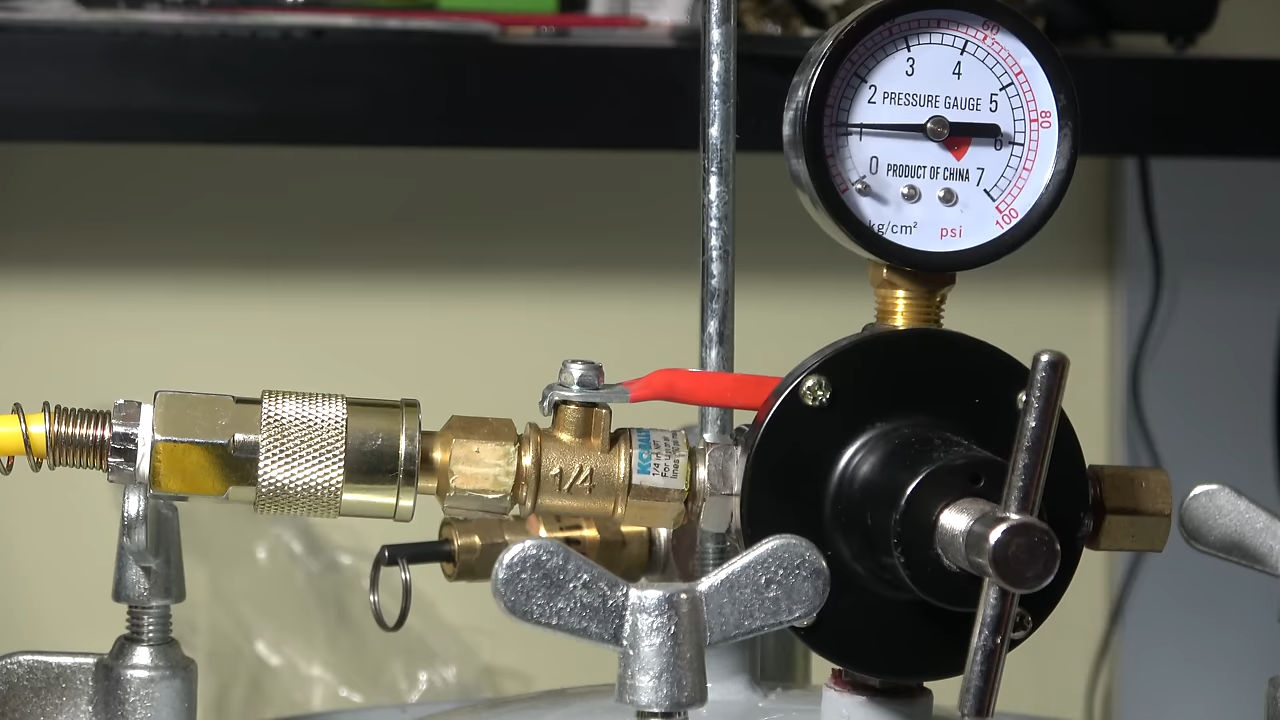 60
3 4
2 PRESSURE GAUGE 5
80
1 6
0 PRODUCT OF CHINA 7
100
kg/cm² psi
KOBALT
1/4